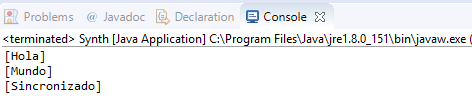 Problems @ Javadoc Declaration Console
<terminated> Synth [Java Application] C:\Program Files\Java\jre1.8.0_151\bin\javaw.exe (
[Hola]
[Mundo]
[Sincronizado]